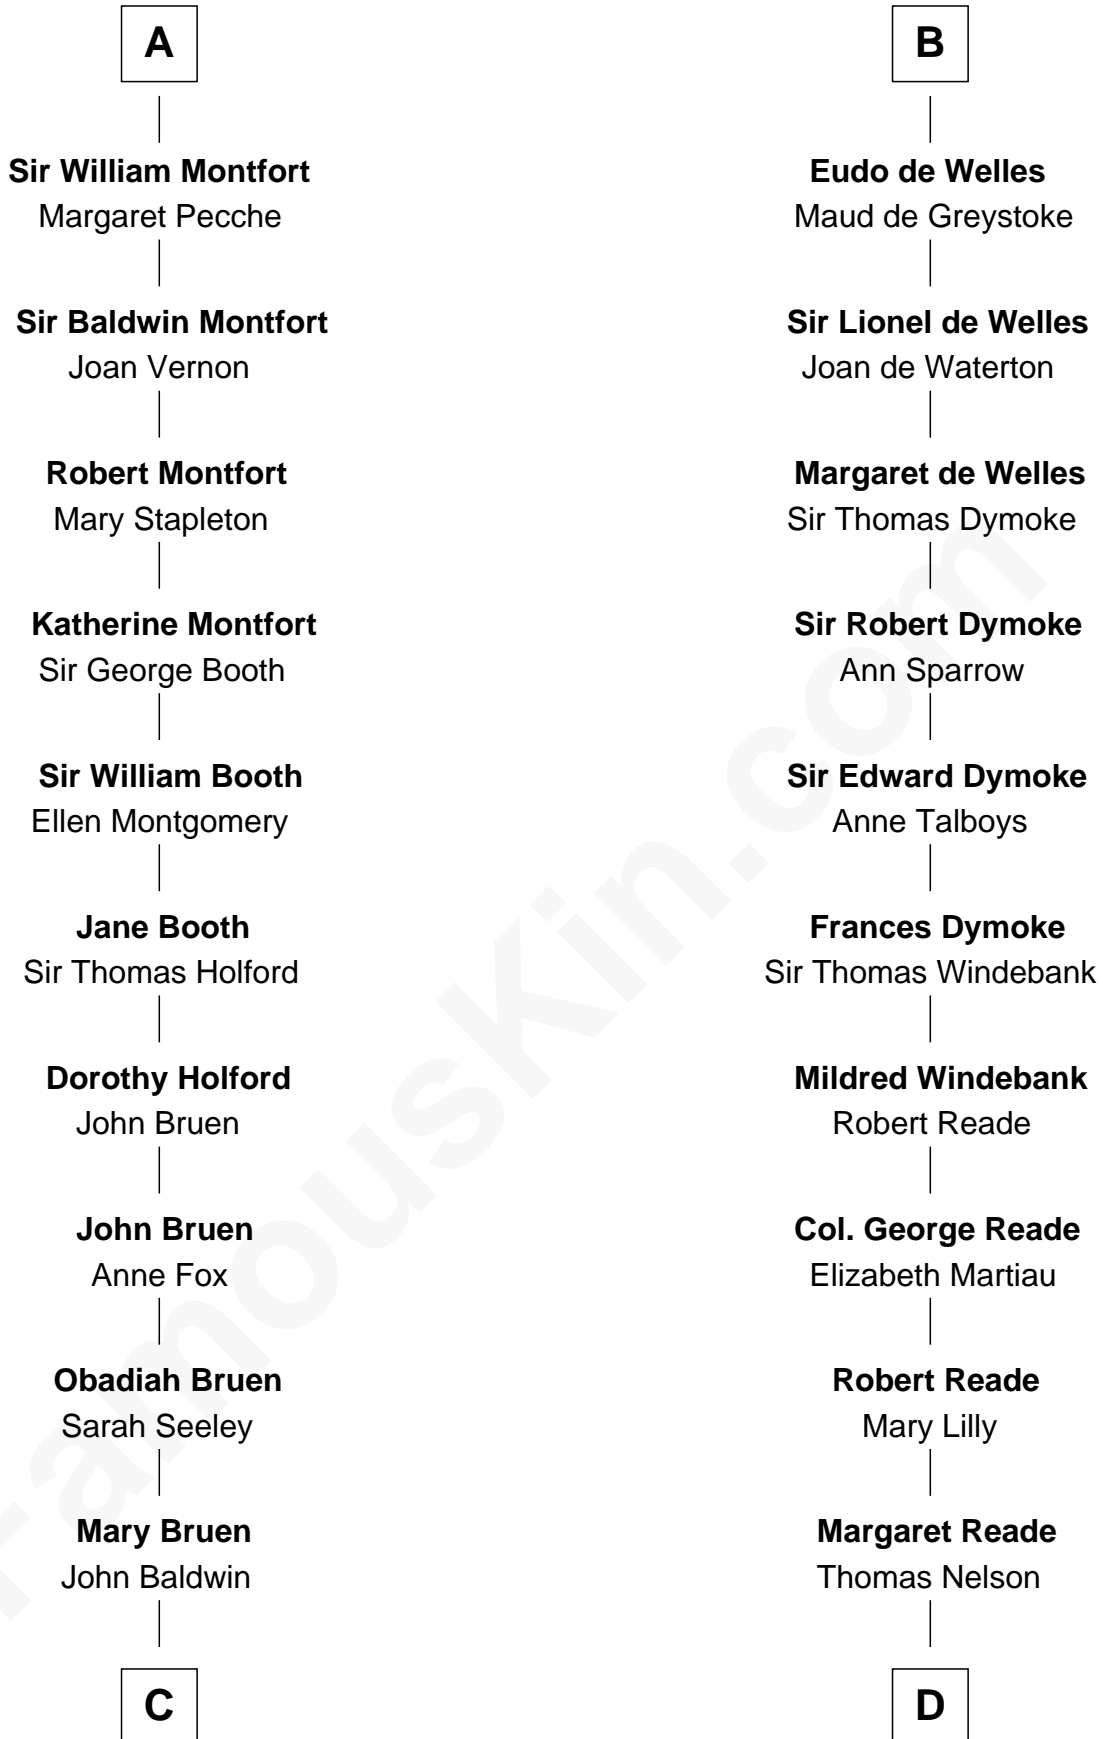 A
Sir William Montfort
Margaret Pecche
Sir Baldwin Montfort
Joan Vernon
Robert Montfort
Mary Stapleton
Katherine Montfort
Sir George Booth
Sir William Booth
Ellen Montgomery
Jane Booth
Sir Thomas Holford
Dorothy Holford
John Bruen
John Bruen
Anne Fox
Obadiah Bruen
Sarah Seeley
Mary Bruen
John Baldwin
C
B
Eudo de Welles
Maud de Greystoke
Sir Lionel de Welles
Joan de Waterton
Margaret de Welles
Sir Thomas Dymoke
Sir Robert Dymoke
Ann Sparrow
Sir Edward Dymoke
Anne Talboys
Frances Dymoke
Sir Thomas Windebank
Mildred Windebank
Robert Reade
Col. George Reade
Elizabeth Martiau
Robert Reade
Mary Lilly
Margaret Reade
Thomas Nelson
D
FamousKin.com